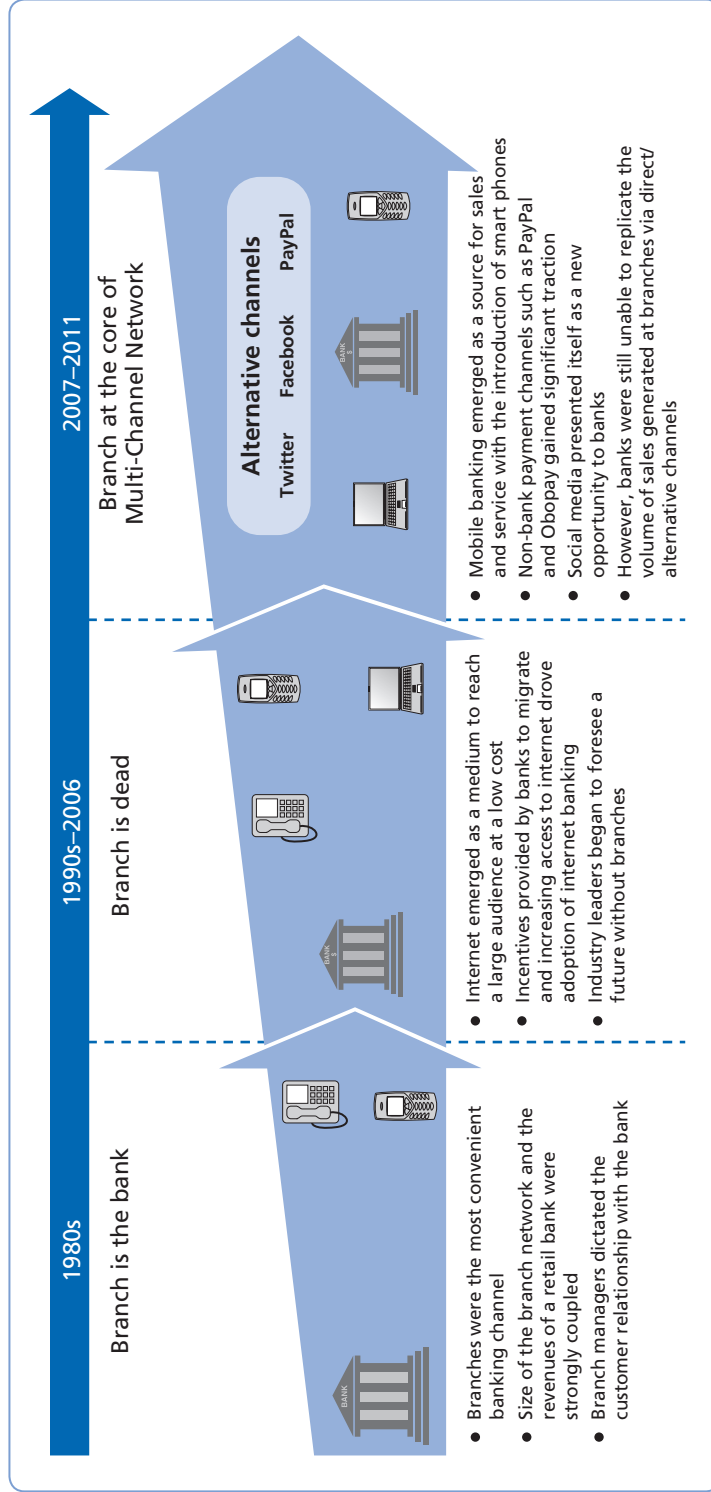 1980s
1990s–2006
2007–2011
Branch is the bank
Branch is dead
Branch at the core of
Multi-Channel Network
BANK
BANK
$
Alternative channels
Twitter Facebook PayPal
BANK
$
● Branches were the most convenient
banking channel
● Size of the branch network and the
revenues of a retail bank were
strongly coupled
● Branch managers dictated the
customer relationship with the bank
● Internet emerged as a medium to reach
a large audience at a low cost
● Incentives provided by banks to migrate
and increasing access to internet drove
adoption of internet banking
● Industry leaders began to foresee a
future without branches
● Mobile banking emerged as a source for sales
and service with the introduction of smart phones
● Non-bank payment channels such as PayPal
and Obopay gained significant traction
● Social media presented itself as a new
opportunity to banks
● However, banks were still unable to replicate the
volume of sales generated at branches via direct/
alternative channels